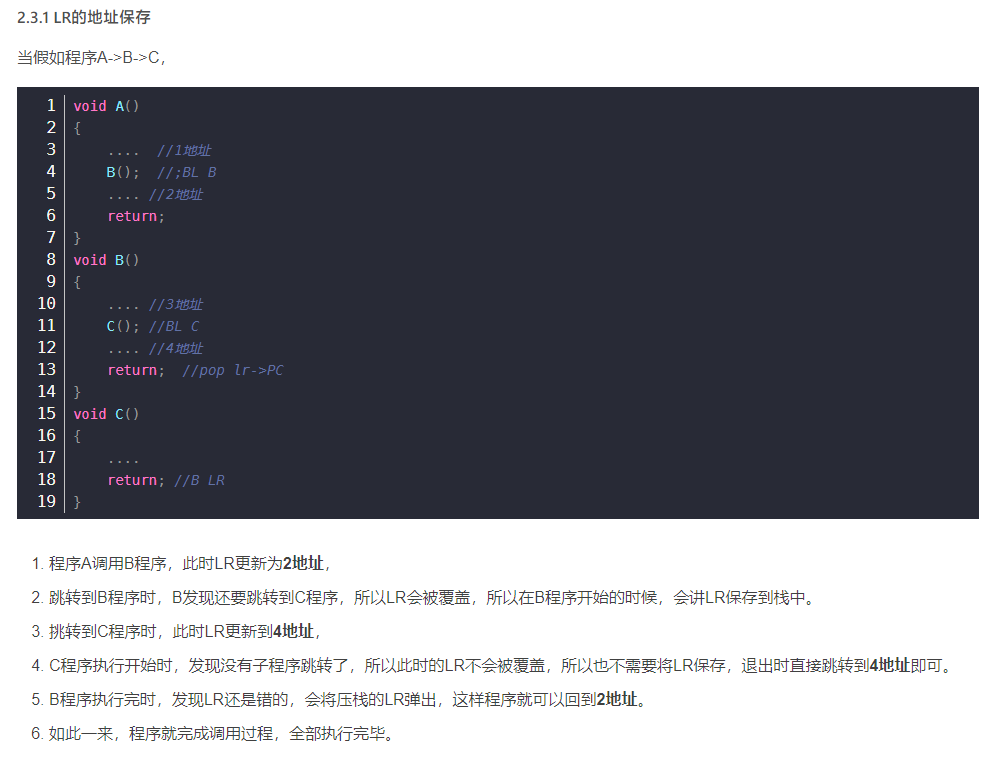 2.3.1 LR的地址保存
当假如程序A->B->C，
1 void A()
2 {
3 .... //1地址
4 B(); //;BL B
5 .... //2地址
6 return;
7 }
8 void B()
9 {
10 .... //3地址
11 C(); //BL C
12 .... //4地址
13 return; //pop lr->PC
14 }
15 void C()
16 {
17 ....
18 return; //B LR
19 }
1. 程序A调用B程序，此时LR更新为2地址，
2. 跳转到B程序时，B发现还要跳转到C程序，所以LR会被覆盖，所以在B程序开始的时候，会讲LR保存到栈中。
3. 挑转到C程序时，此时LR更新到4地址，
4. C程序执行开始时，发现没有子程序跳转了，所以此时的LR不会被覆盖，所以也不需要将LR保存，退出时直接跳转到4地址即可。
5. B程序执行完时，发现LR还是错的，会将压栈的LR弹出，这样程序就可以回到2地址。
6. 如此一来，程序就完成调用过程，全部执行完毕。